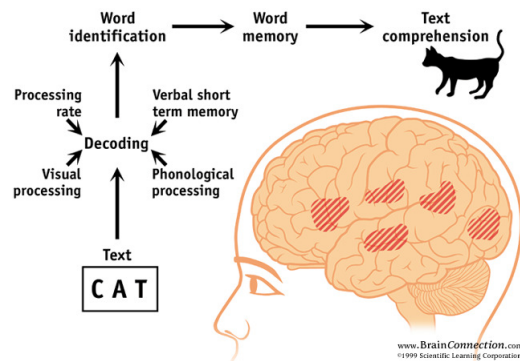 Word
identification
Word
memory
Text
comprehension
Processing
rate
Verbal short
term memory
Decoding
Visual
processing
Phonological
processing
Text
CAT
www.BrainConnection.com
©1999 Scientific Learning Corporation